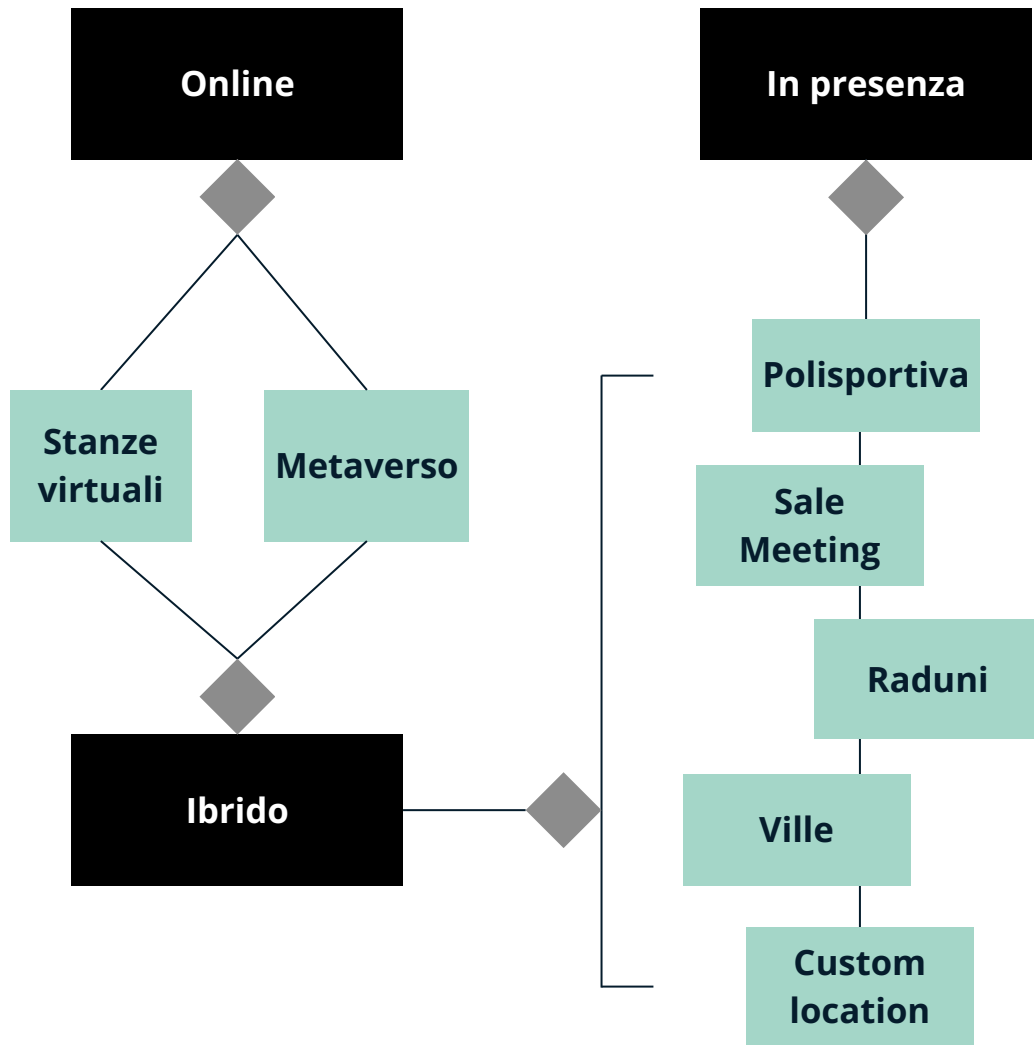 Online
In presenza
Stanze
virtuali
Metaverso
Ibrido
Polisportiva
Sale
Meeting
Raduni
Ville
Custom
location